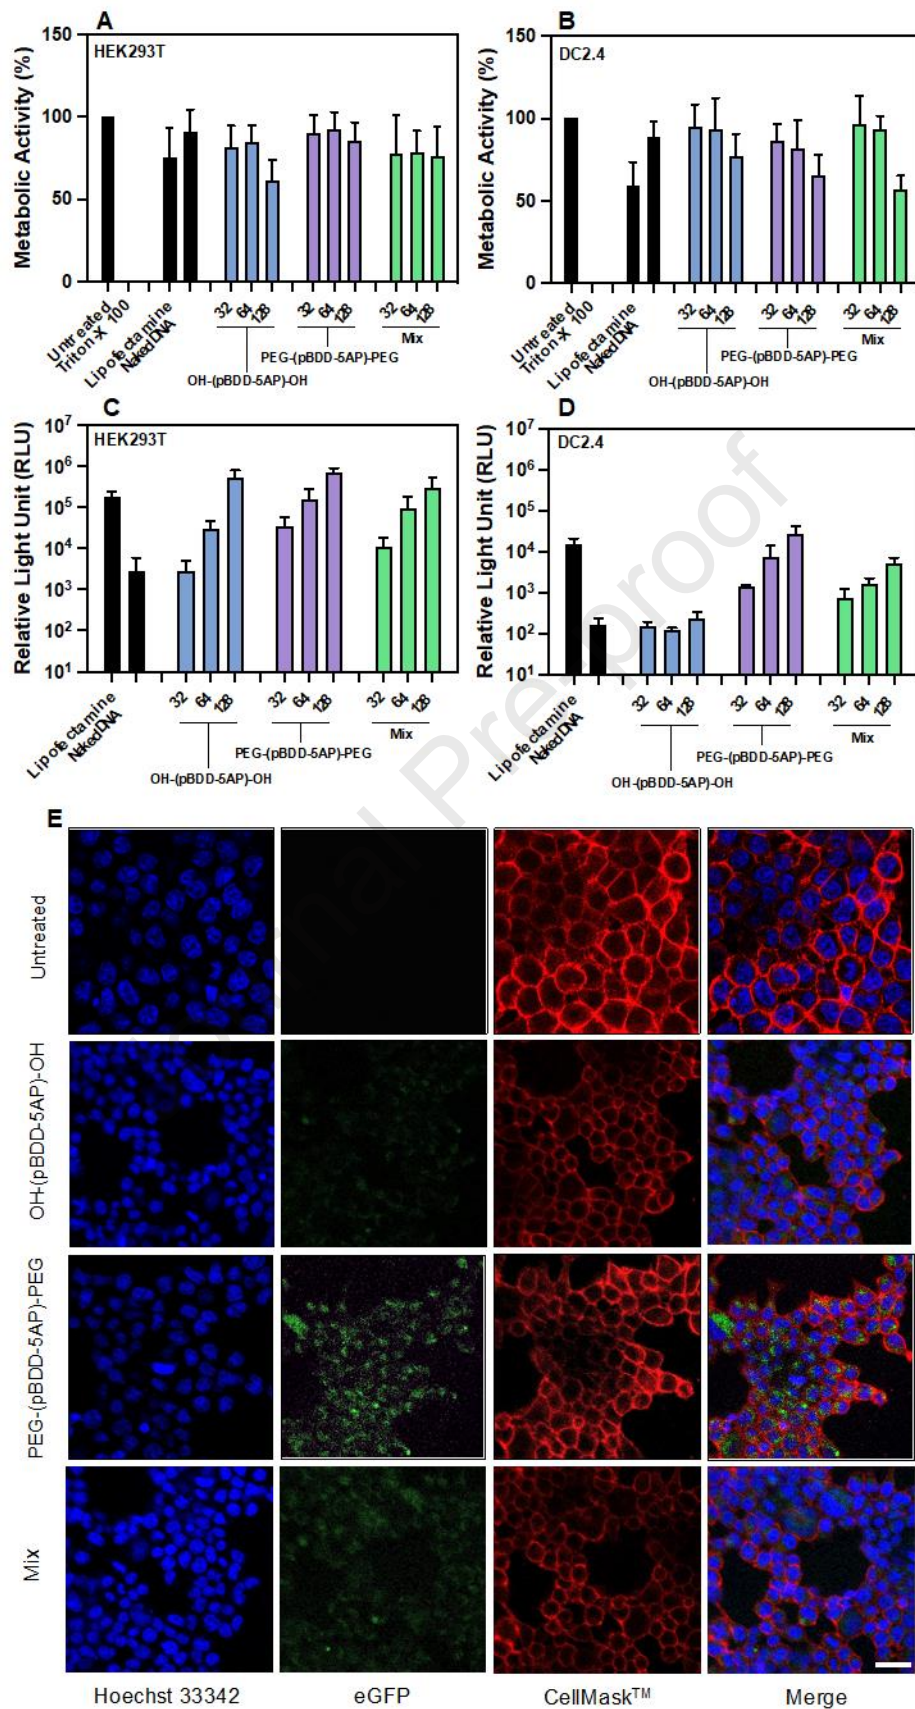 A
HEK293T
Metabolic Activity (%)
150
100
50
0
Untreated
Triton-X 100
Lipofectamine
Naked DNA
32
64
128
32
64
128
32
64
128
Mix
PEG-(pBDD-5AP)-PEG
OH-(pBDD-5AP)-OH
B
DC2.4
Metabolic Activity (%)
150
100
50
0
Untreated
Triton-X 100
Lipofectamine
Naked DNA
32
64
128
32
64
128
32
64
128
Mix
PEG-(pBDD-5AP)-PEG
OH-(pBDD-5AP)-OH
C
HEK293T
Relative Light Unit (RLU)
10⁷
10⁶
10⁵
10⁴
10³
10²
10¹
Lipofectamine
Naked DNA
32
64
128
32
64
128
32
64
128
Mix
PEG-(pBDD-5AP)-PEG
OH-(pBDD-5AP)-OH
D
DC2.4
Relative Light Unit (RLU)
10⁷
10⁶
10⁵
10⁴
10³
10²
10¹
Lipofectamine
Naked DNA
32
64
128
32
64
128
32
64
128
Mix
PEG-(pBDD-5AP)-PEG
OH-(pBDD-5AP)-OH
E
Untreated
OH-(pBDD-5AP)-OH
PEG-(pBDD-5AP)-PEG
Mix
Hoechst 33342
eGFP
CellMask™
Merge
Pre-proof